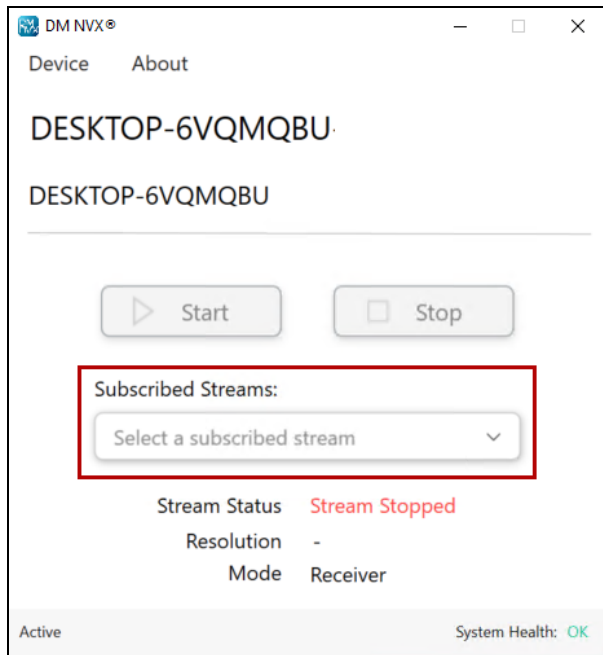 DM NVX®
Device About
DESKTOP-6VQMQBU
DESKTOP-6VQMQBU
Start Stop
Subscribed Streams:
Select a subscribed stream
Stream Status Stream Stopped
Resolution -
Mode Receiver
Active System Health: OK